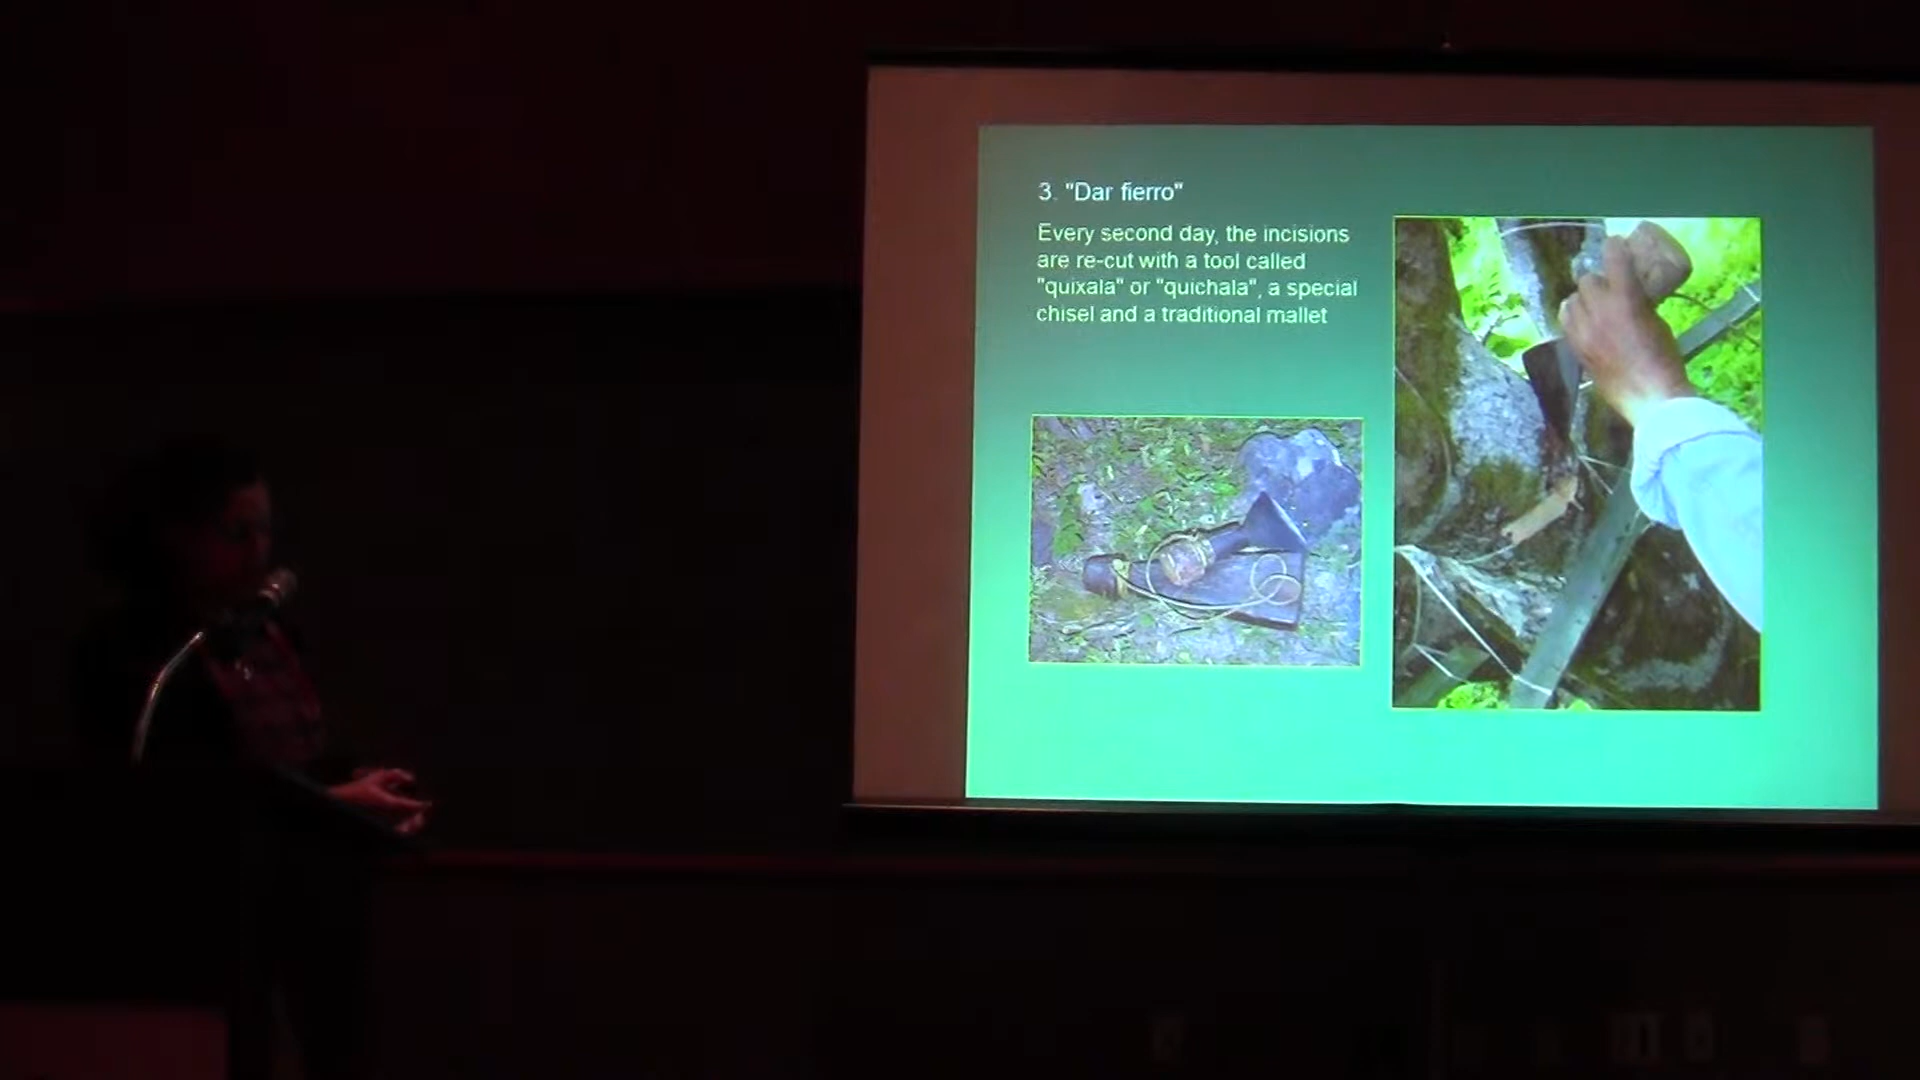 3. "Dar fierro"
Every second day, the incisions
are re-cut with a tool called
"quixala" or "quichala", a special
chisel and a traditional mallet